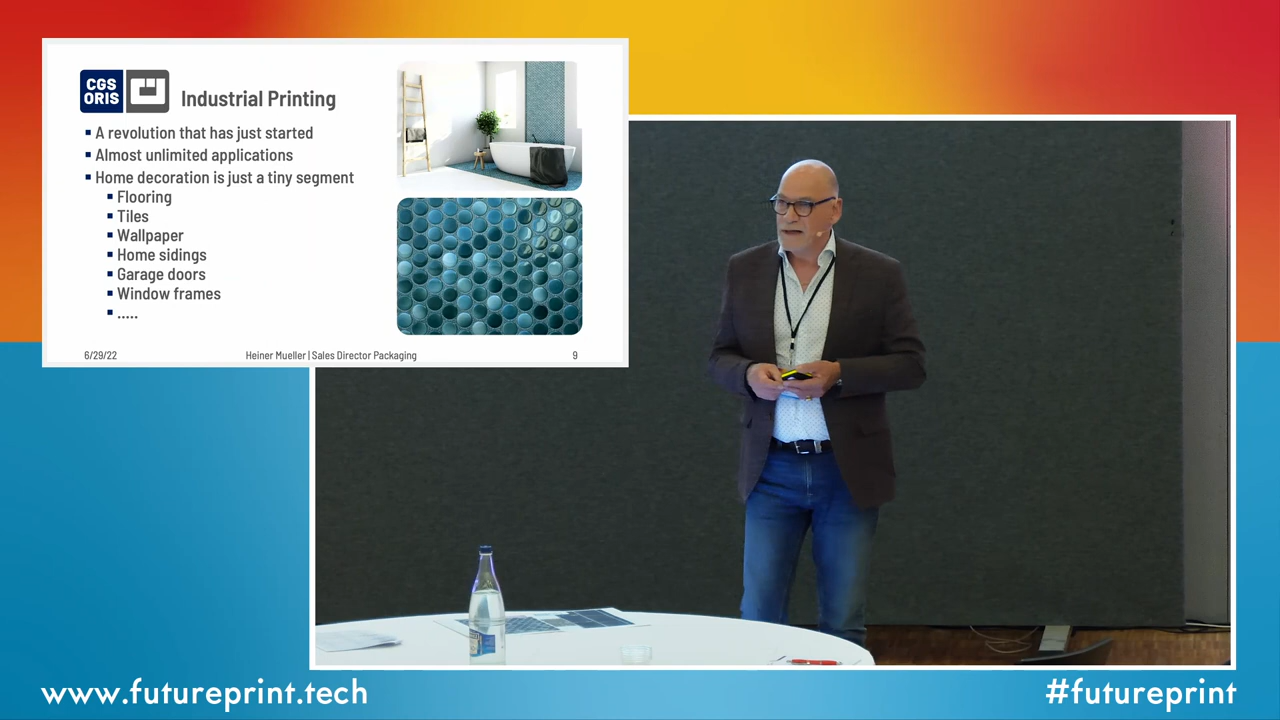 CGS
ORIS
Industrial Printing
A revolution that has just started
Almost unlimited applications
Home decoration is just a tiny segment
Flooring
Tiles
Wallpaper
Home sidings
Garage doors
Window frames
.....
6/29/22 Heiner Mueller | Sales Director Packaging 9
www.futureprint.tech #futureprint